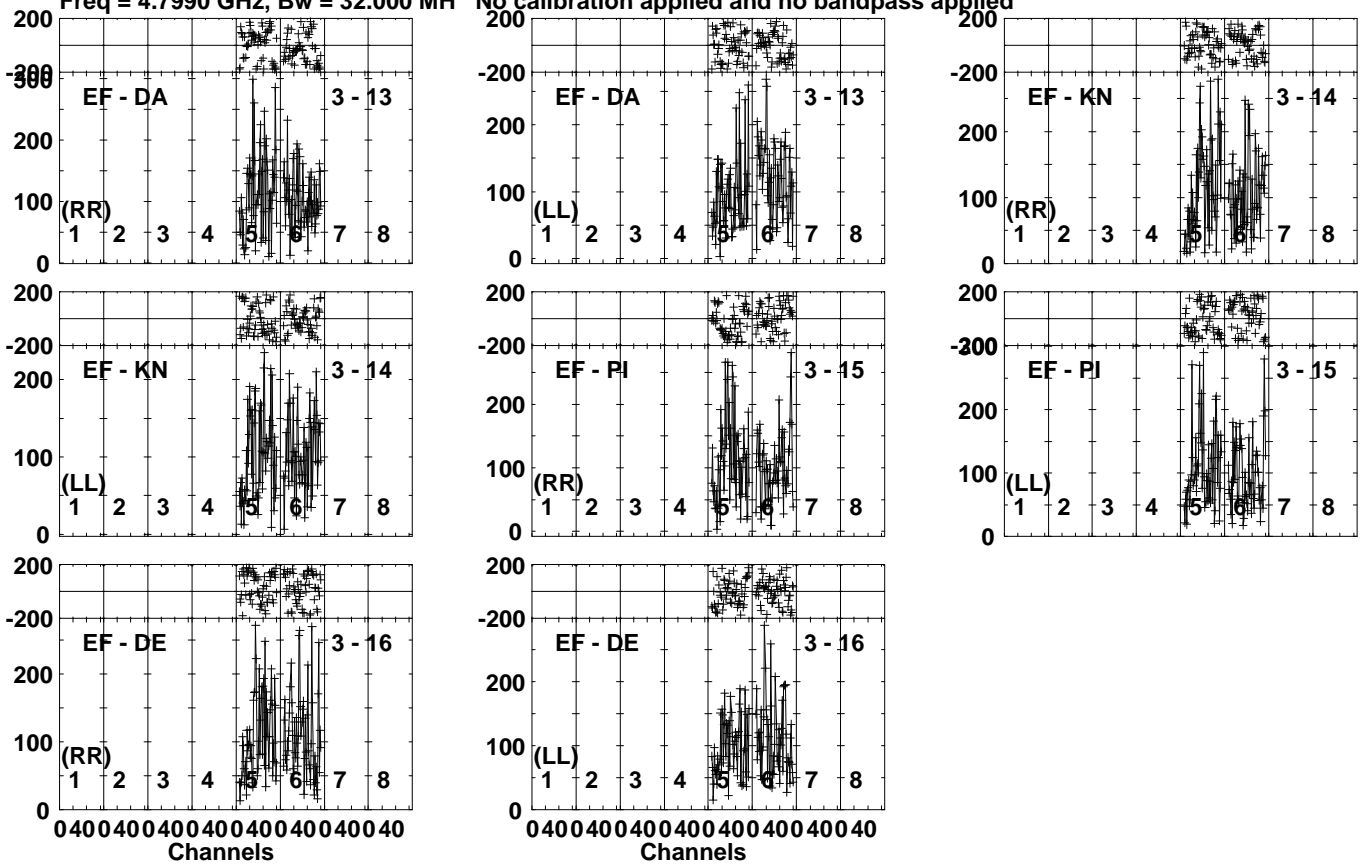 Freq = 4.7990 GHz, Bw = 32.000 MH No calibration applied and no bandpass applied
200 200 200
-200 -200 -200
300
EF - DA 3 - 13 EF - DA 3 - 13 EF - KN 3 - 14
200 200 200
100 100 100
(RR) (LL) (RR)
1 2 3 4 5 6 7 8 1 2 3 4 5 6 7 8 1 2 3 4 5 6 7 8
0 0 0
200 200 200
-200 -200 -200
300
EF - KN 3 - 14 EF - PI 3 - 15 EF - PI 3 - 15
200 200 200
100 100 100
(LL) (RR) (LL)
1 2 3 4 5 6 7 8 1 2 3 4 5 6 7 8 1 2 3 4 5 6 7 8
0 0 0
200 200
-200 -200
EF - DE 3 - 16 EF - DE 3 - 16
200 200
100 100
(RR) (LL)
1 2 3 4 5 6 7 8 1 2 3 4 5 6 7 8
0 0
0 40 0 40 0 40 0 40 0 40 0 40 0 40 0 40 0 40 0 40 0 40 0 40 0 40 0 40 0 40 0 40
Channels Channels